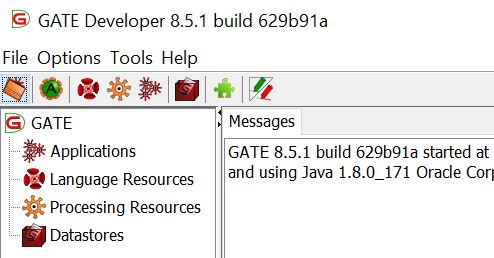 GATE Developer 8.5.1 build 629b91a
File Options Tools Help
GATE
Applications
Language Resources
Processing Resources
Datastores
Messages
GATE 8.5.1 build 629b91a started at
and using Java 1.8.0_171 Oracle Corp